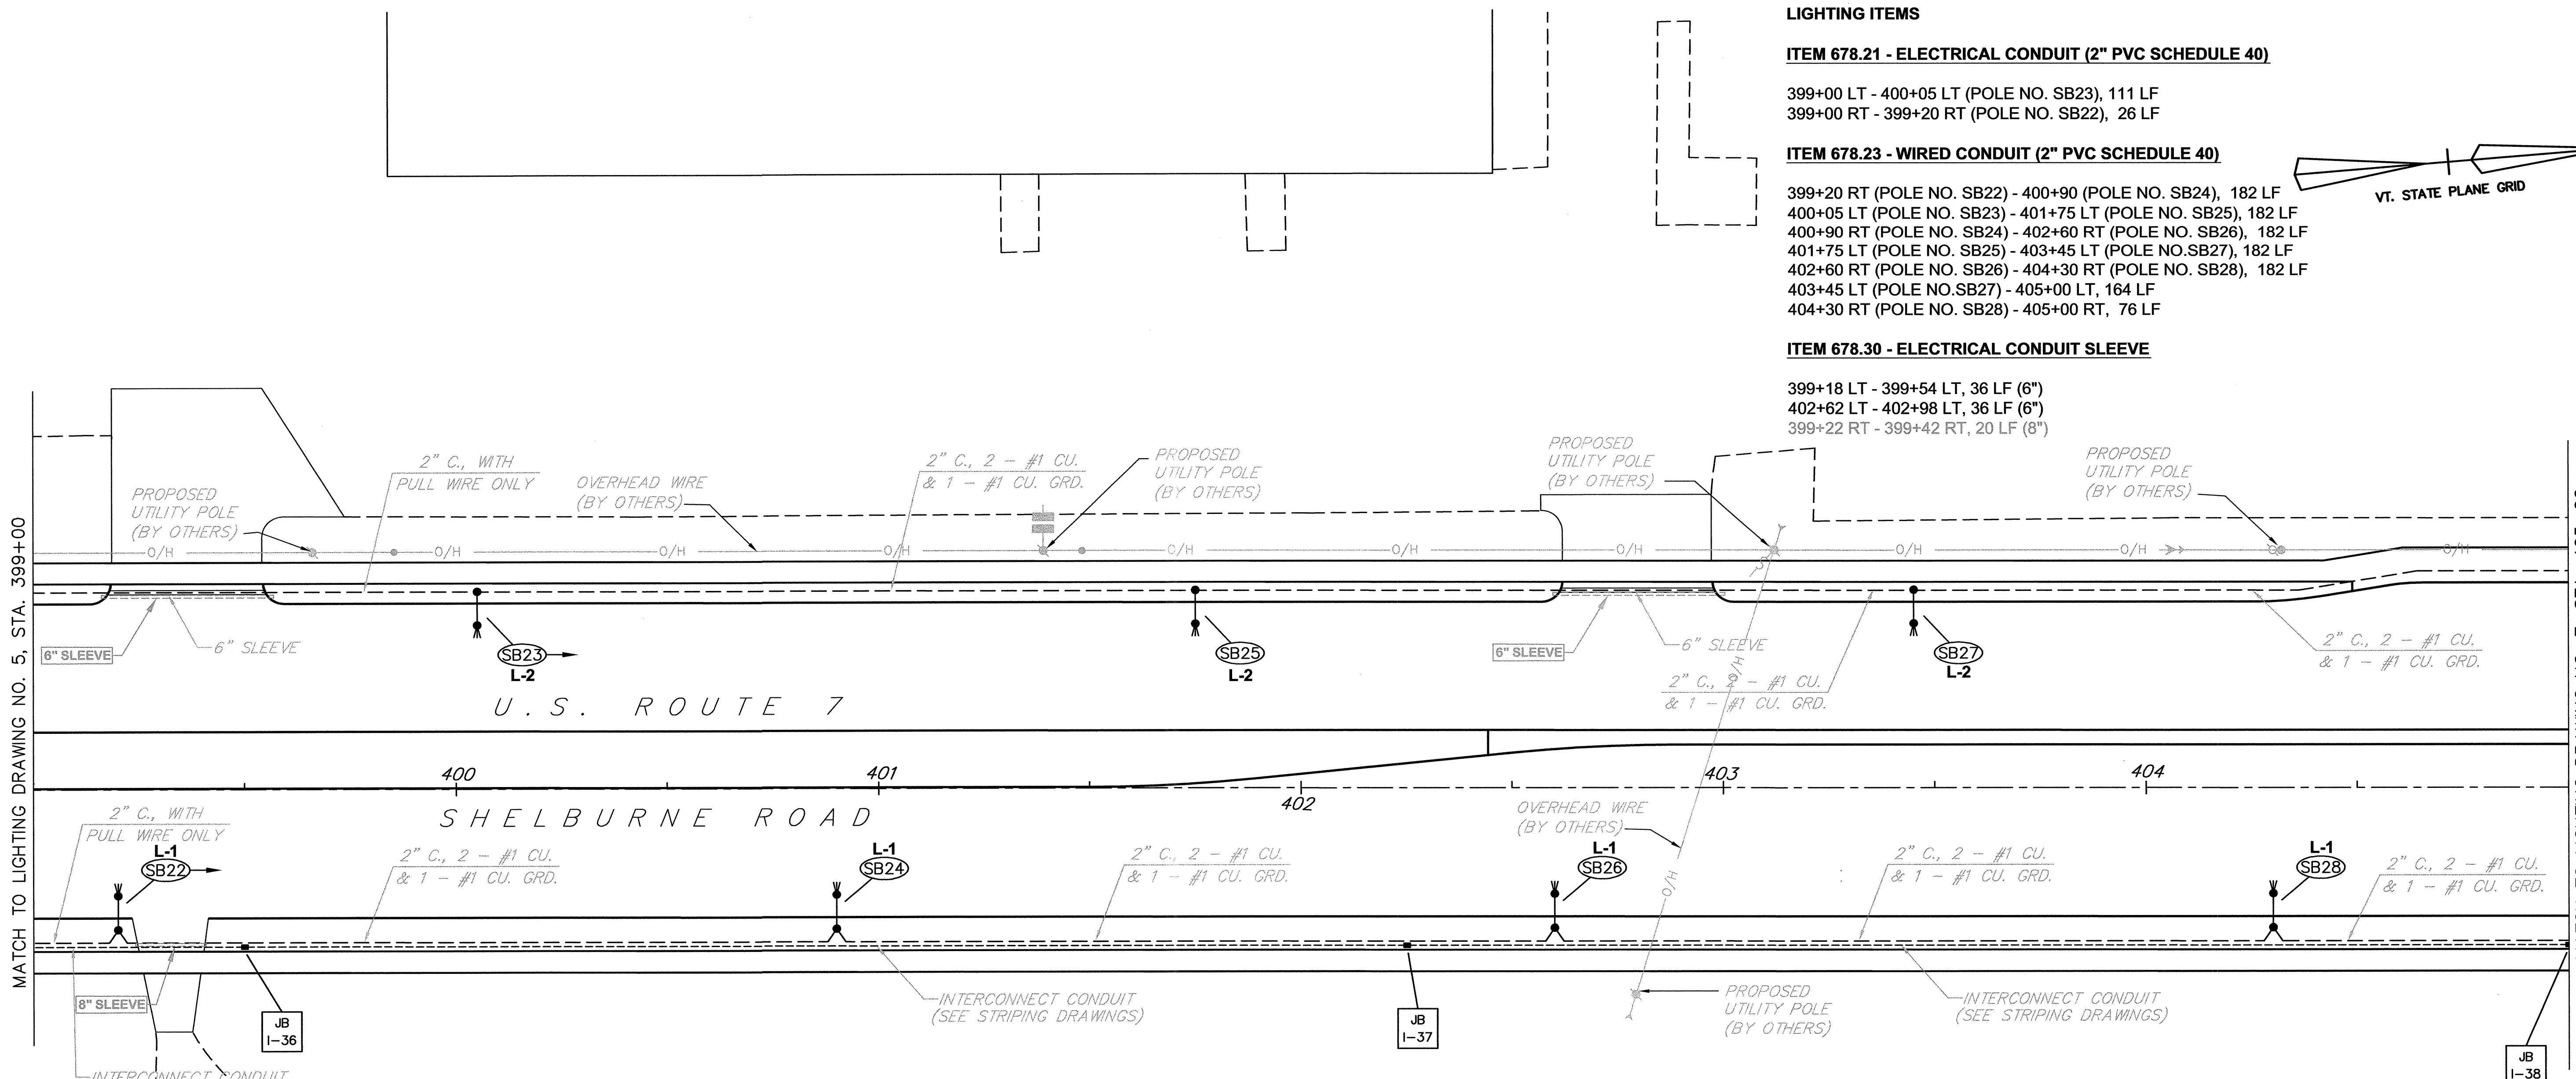 LIGHTING ITEMS
ITEM 678.21 - ELECTRICAL CONDUIT (2" PVC SCHEDULE 40)
399+00 LT - 400+05 LT (POLE NO. SB23), 111 LF
399+00 RT - 399+20 RT (POLE NO. SB22), 26 LF
ITEM 678.23 - WIRED CONDUIT (2" PVC SCHEDULE 40)
399+20 RT (POLE NO. SB22) - 400+90 (POLE NO. SB24), 182 LF
400+05 LT (POLE NO. SB23) - 401+75 LT (POLE NO. SB25), 182 LF
400+90 RT (POLE NO. SB24) - 402+60 RT (POLE NO. SB26), 182 LF
401+75 LT (POLE NO. SB25) - 403+45 LT (POLE NO.SB27), 182 LF
402+60 RT (POLE NO. SB26) - 404+30 RT (POLE NO. SB28), 182 LF
403+45 LT (POLE NO.SB27) - 405+00 LT, 164 LF
404+30 RT (POLE NO. SB28) - 405+00 RT, 76 LF
ITEM 678.30 - ELECTRICAL CONDUIT SLEEVE
399+18 LT - 399+54 LT, 36 LF (6")
402+62 LT - 402+98 LT, 36 LF (6")
399+22 RT - 399+42 RT, 20 LF (8")
VT. STATE PLANE GRID
MATCH TO LIGHTING DRAWING NO. 5, STA. 399+00
PROPOSED
UTILITY POLE
(BY OTHERS)
2" C., WITH
PULL WIRE ONLY
OVERHEAD WIRE
(BY OTHERS)
2" C., 2 - #1 CU.
& 1 - #1 CU. GRD.
PROPOSED
UTILITY POLE
(BY OTHERS)
PROPOSED
UTILITY POLE
(BY OTHERS)
PROPOSED
UTILITY POLE
(BY OTHERS)
O/H
O/H
O/H
O/H
O/H
O/H
O/H
O/H
O/H
O/H
6" SLEEVE
6" SLEEVE
SB23
L-2
SB25
L-2
6" SLEEVE
6" SLEEVE
O/H
2" C., 2 - #1 CU.
& 1 - #1 CU. GRD.
SB27
L-2
2" C., 2 - #1 CU.
& 1 - #1 CU. GRD.
U.S. ROUTE 7
400
401
402
403
404
SHELBURNE ROAD
2" C., WITH
PULL WIRE ONLY
L-1
SB22
2" C., 2 - #1 CU.
& 1 - #1 CU. GRD.
L-1
SB24
2" C., 2 - #1 CU.
& 1 - #1 CU. GRD.
OVERHEAD WIRE
(BY OTHERS)
L-1
SB26
O/H
2" C., 2 - #1 CU.
& 1 - #1 CU. GRD.
L-1
SB28
2" C., 2 - #1 CU.
& 1 - #1 CU. GRD.
8" SLEEVE
JB
I-36
INTERCONNECT CONDUIT
(SEE STRIPING DRAWINGS)
JB
I-37
PROPOSED
UTILITY POLE
(BY OTHERS)
INTERCONNECT CONDUIT
(SEE STRIPING DRAWINGS)
JB
I-38
INTERCONNECT CONDUIT